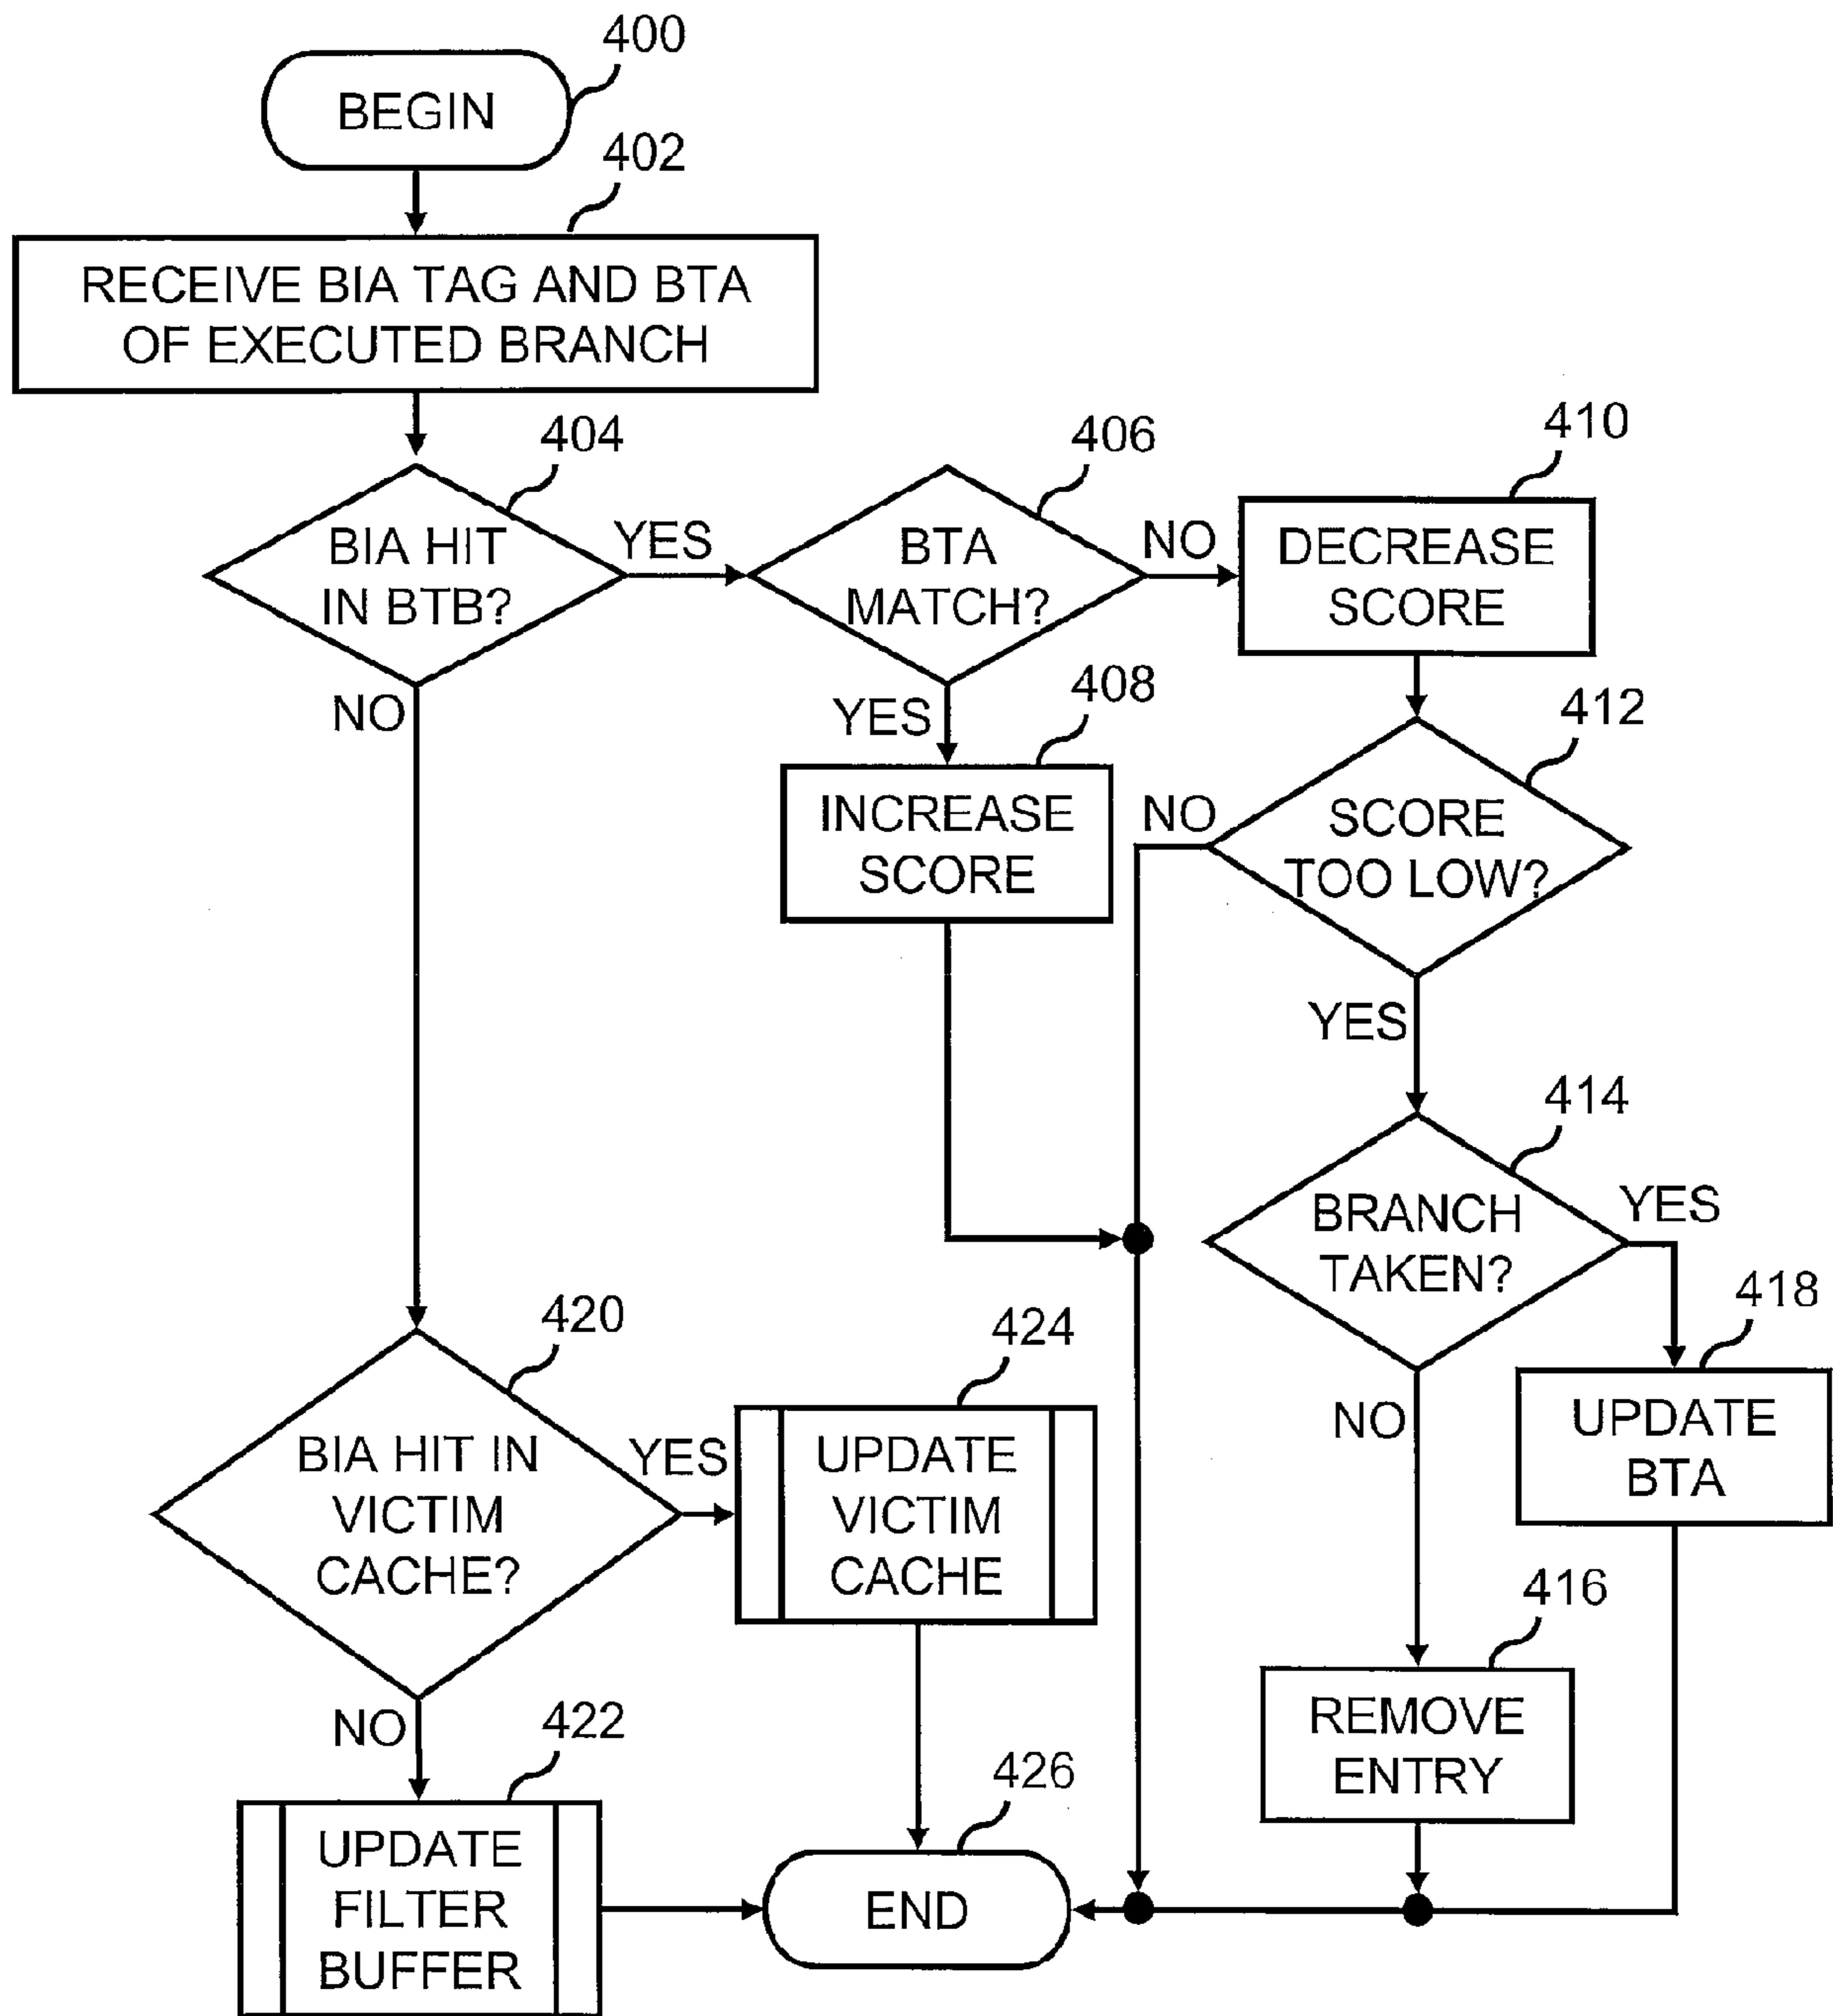 400
BEGIN
402
RECEIVE BIA TAG AND BTA
OF EXECUTED BRANCH
404
BIA HIT
IN BTB?
YES
NO
406
BTA
MATCH?
NO
YES
410
DECREASE
SCORE
408
INCREASE
SCORE
412
SCORE
TOO LOW?
NO
YES
414
BRANCH
TAKEN?
YES
NO
418
UPDATE
BTA
416
REMOVE
ENTRY
420
BIA HIT IN
VICTIM
CACHE?
YES
NO
424
UPDATE
VICTIM
CACHE
422
UPDATE
FILTER
BUFFER
426
END